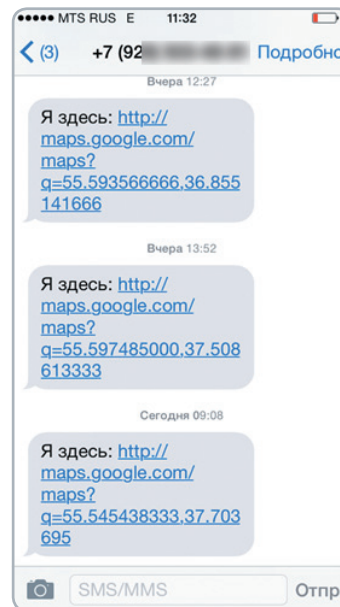 MTS RUS E 11:32
(3) +7 (92 Подробно
Вчера 12:27
Я здесь: http://
maps.google.com/
maps?
q=55.593566666,36.855
141666
Вчера 13:52
Я здесь: http://
maps.google.com/
maps?
q=55.597485000,37.508
613333
Сегодня 09:08
Я здесь: http://
maps.google.com/
maps?
q=55.545438333,37.703
695
SMS/MMS Отпр